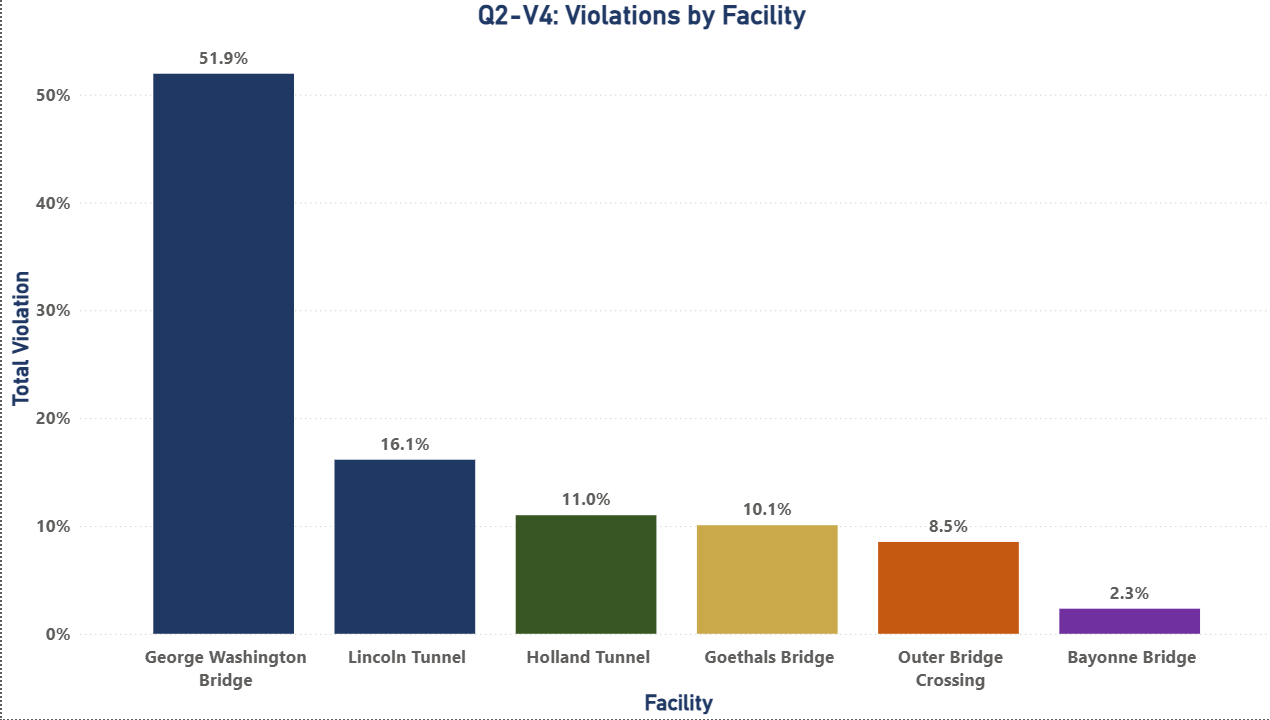 Q2-V4: Violations by Facility
51.9%
50%
40%
30%
20%
16.1%
11.0%
10.1%
10%
8.5%
2.3%
0%
Total Violation
George Washington
Bridge
Lincoln Tunnel
Holland Tunnel
Goethals Bridge
Outer Bridge
Crossing
Bayonne Bridge
Facility